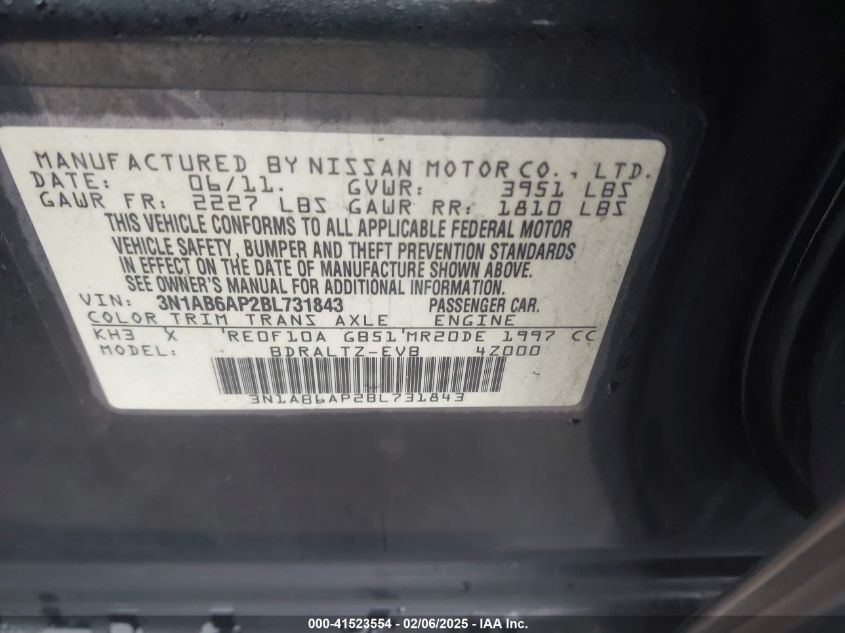 MANUFACTURED BY NISSAN MOTOR CO., LTD.
DATE: 06/11. GVWR: 3951 LBS
GAWR FR: 2227 LBS GAWR RR: 1810 LBS
THIS VEHICLE CONFORMS TO ALL APPLICABLE FEDERAL MOTOR
VEHICLE SAFETY, BUMPER AND THEFT PREVENTION STANDARDS
IN EFFECT ON THE DATE OF MANUFACTURE SHOWN ABOVE.
SEE OWNER'S MANUAL FOR ADDITIONAL INFORMATION.
VIN: 3N1AB6AP2BL731843 PASSENGER CAR.
COLOR TRIM TRANS AXLE ENGINE
KH3 X RE0F10A GB51 MR20DE 1997 CC
MODEL: BDRALTZ-EVB 4Z000
3N1AB6AP2BL731843
000-41523554 - 02/06/2025 - IAA Inc.